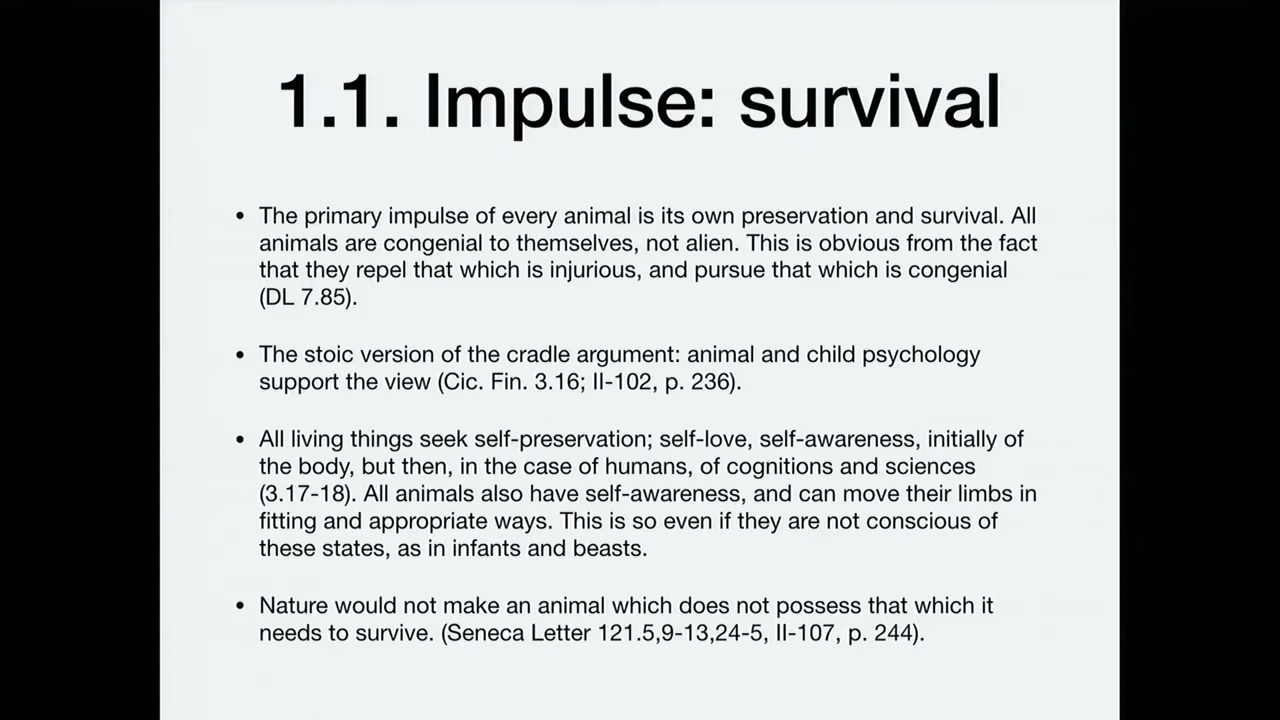 1.1. Impulse: survival
• The primary impulse of every animal is its own preservation and survival. All
animals are congenial to themselves, not alien. This is obvious from the fact
that they repel that which is injurious, and pursue that which is congenial
(DL 7.85).
• The stoic version of the cradle argument: animal and child psychology
support the view (Cic. Fin. 3.16; II-102, p. 236).
• All living things seek self-preservation; self-love, self-awareness, initially of
the body, but then, in the case of humans, of cognitions and sciences
(3.17-18). All animals also have self-awareness, and can move their limbs in
fitting and appropriate ways. This is so even if they are not conscious of
these states, as in infants and beasts.
• Nature would not make an animal which does not possess that which it
needs to survive. (Seneca Letter 121.5,9-13,24-5, II-107, p. 244).